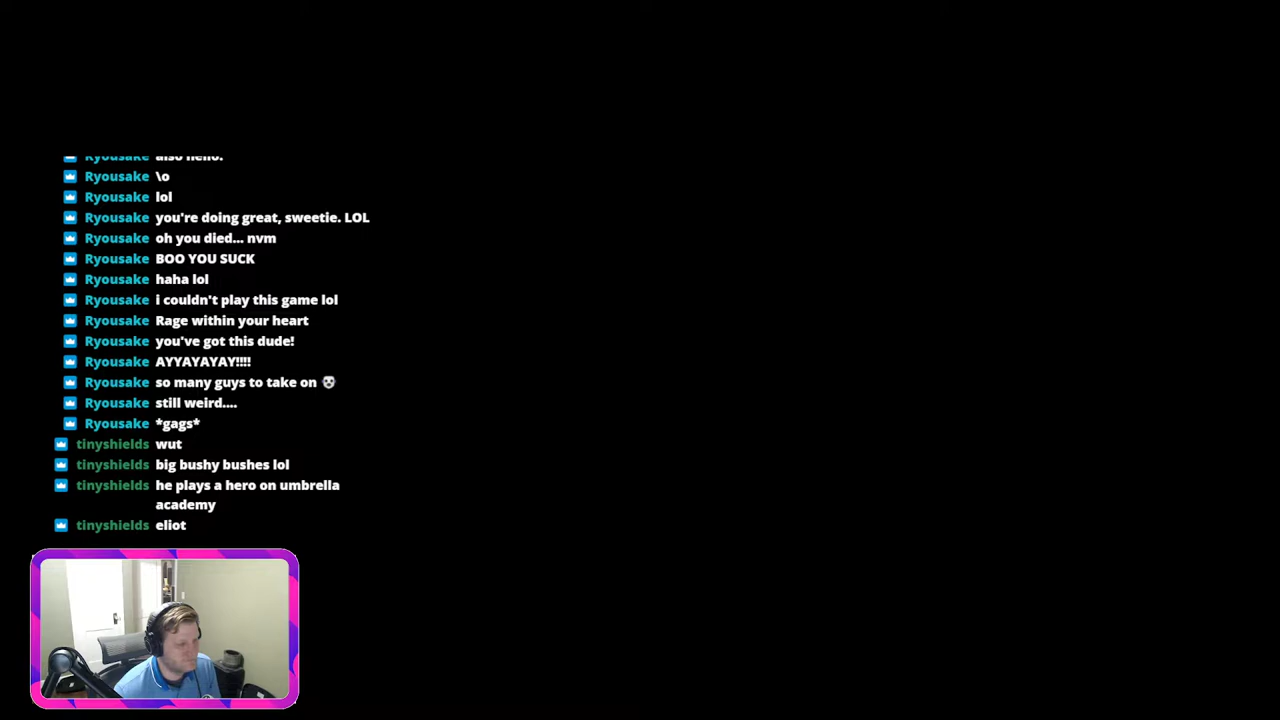 Ryousake also hello.
Ryousake \o
Ryousake lol
Ryousake you're doing great, sweetie. LOL
Ryousake oh you died... nvm
Ryousake BOO YOU SUCK
Ryousake haha lol
Ryousake i couldn't play this game lol
Ryousake Rage within your heart
Ryousake you've got this dude!
Ryousake AYYAYAYAY!!!!
Ryousake so many guys to take on
Ryousake still weird....
Ryousake *gags*
tinyshields wut
tinyshields big bushy bushes lol
tinyshields he plays a hero on umbrella
academy
tinyshields eliot